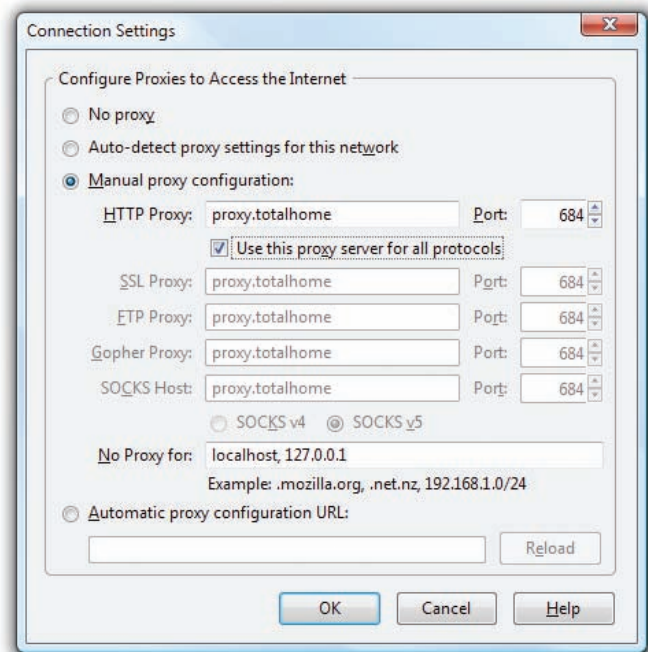 Connection Settings
Configure Proxies to Access the Internet
No proxy
Auto-detect proxy settings for this network
Manual proxy configuration:
HTTP Proxy: proxy.totalhome Port: 684
Use this proxy server for all protocols
SSL Proxy: proxy.totalhome Port: 684
FTP Proxy: proxy.totalhome Port: 684
Gopher Proxy: proxy.totalhome Port: 684
SOCKS Host: proxy.totalhome Port: 684
SOCKS v4 SOCKS v5
No Proxy for: localhost, 127.0.0.1
Example: .mozilla.org, .net.nz, 192.168.1.0/24
Automatic proxy configuration URL:
Reload
OK Cancel Help